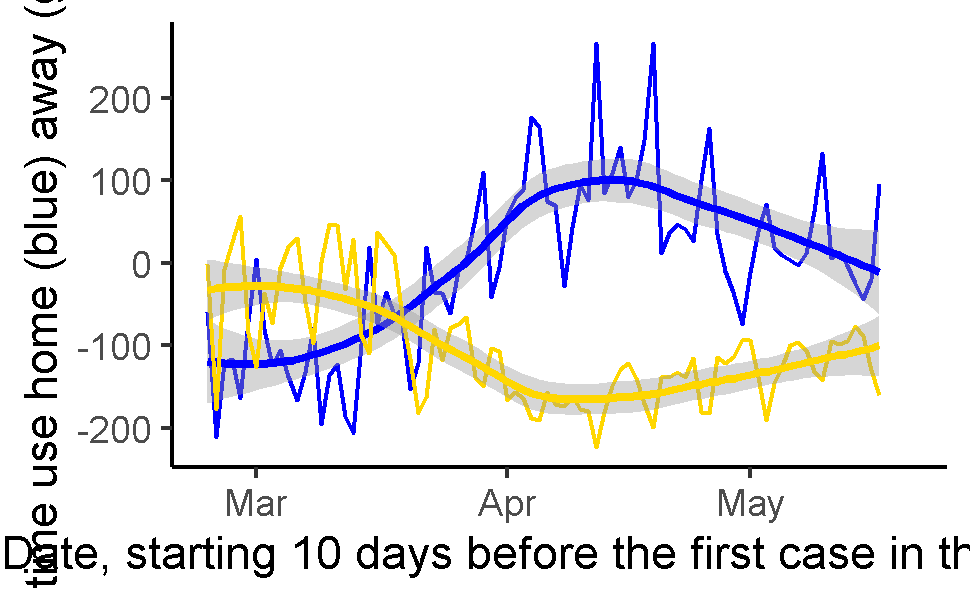 time use home (blue) away (
200
100
0
-100
-200
Mar Apr May
Date, starting 10 days before the first case in th